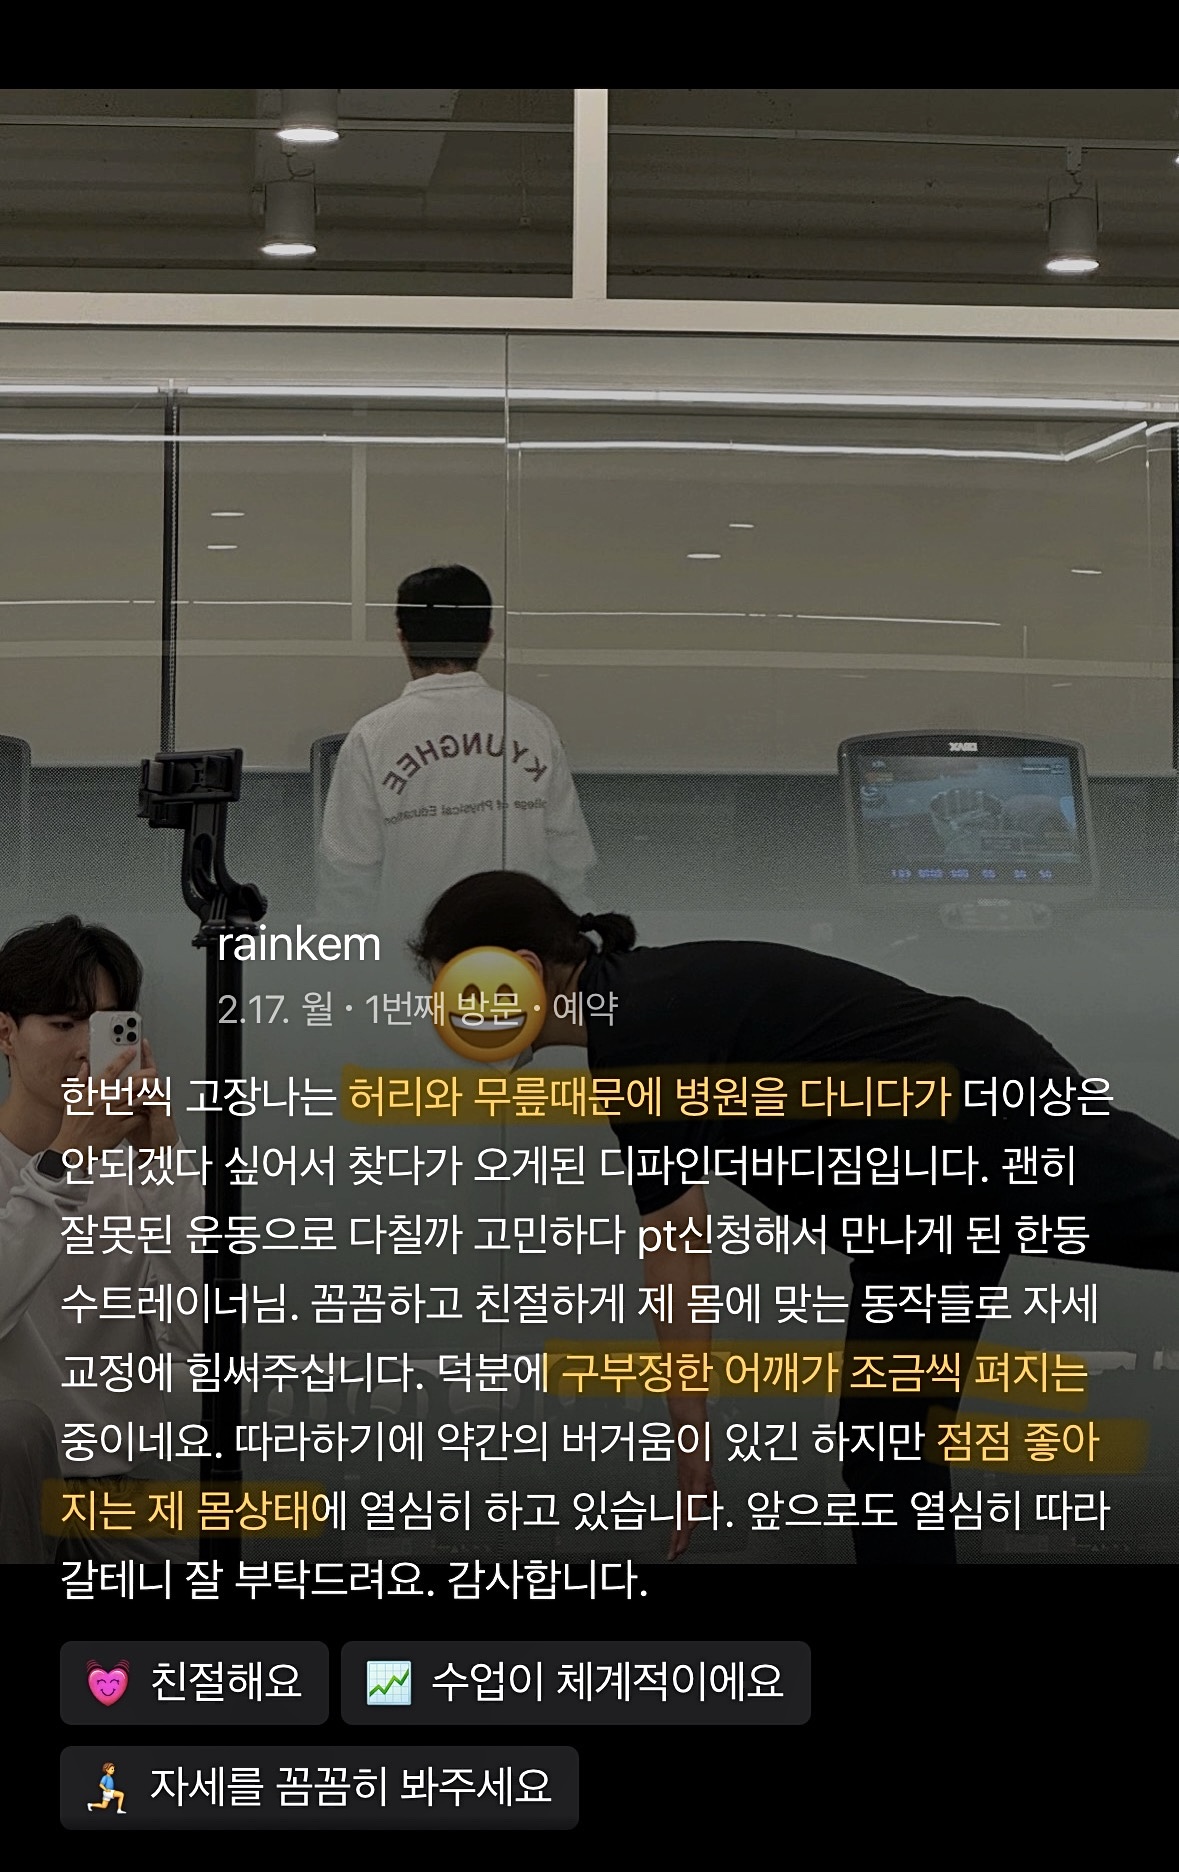 KYUNGHEE
College of Physical Education
rainkem
2.17. 월 · 1번째 방문 · 예약
한번씩 고장나는 허리와 무릎때문에 병원을 다니다가 더이상은
안되겠다 싶어서 찾다가 오게된 디파인더바디짐입니다. 괜히
잘못된 운동으로 다칠까 고민하다 pt신청해서 만나게 된 한동
수트레이너님. 꼼꼼하고 친절하게 제 몸에 맞는 동작들로 자세
교정에 힘써주십니다. 덕분에 구부정한 어깨가 조금씩 펴지는
중이네요. 따라하기에 약간의 버거움이 있긴 하지만 점점 좋아
지는 제 몸상태에 열심히 하고 있습니다. 앞으로도 열심히 따라
갈테니 잘 부탁드려요. 감사합니다.
친절해요
수업이 체계적이에요
자세를 꼼꼼히 봐주세요